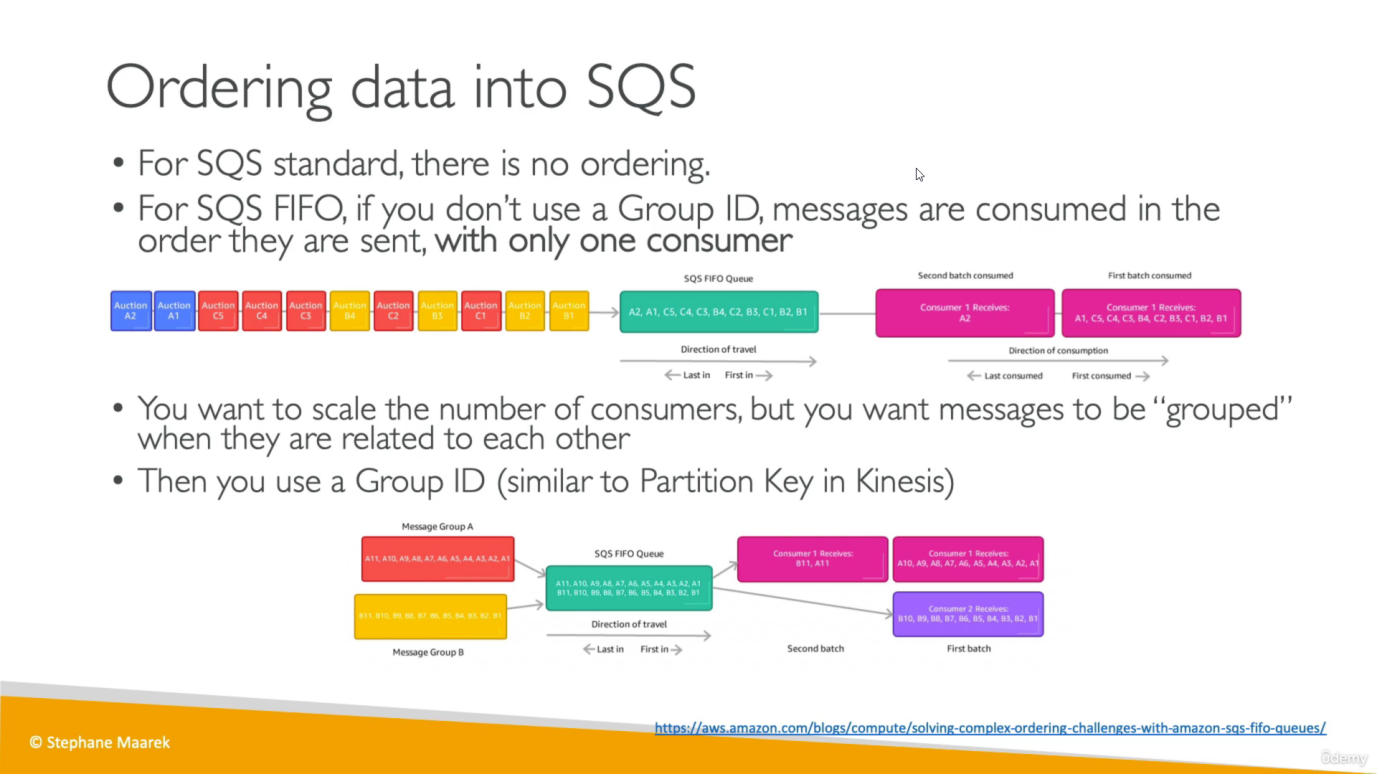 Ordering data into SQS
• For SQS standard, there is no ordering.
• For SQS FIFO, if you don't use a Group ID, messages are consumed in the
order they are sent, with only one consumer
SQS FIFO Queue
Second batch consumed
First batch consumed
Auction A2
Auction A1
Auction C5
Auction C4
Auction C3
Auction B4
Auction C2
Auction B3
Auction C1
Auction B2
Auction B1
A2, A1, C5, C4, C3, B4, C2, B3, C1, B2, B1
Consumer 1 Receives:
A2
Consumer 1 Receives:
A1, C5, C4, C3, B4, C2, B3, C1, B2, B1
Direction of travel
Last in First in
Direction of consumption
Last consumed First consumed
• You want to scale the number of consumers, but you want messages to be “grouped”
when they are related to each other
• Then you use a Group ID (similar to Partition Key in Kinesis)
Message Group A
A11, A10, A9, A8, A7, A6, A5, A4, A3, A2, A1
B11, B10, B9, B8, B7, B6, B5, B4, B3, B2, B1
Message Group B
SQS FIFO Queue
A11, A10, A9, A8, A7, A6, A5, A4, A3, A2, A1
B11, B10, B9, B8, B7, B6, B5, B4, B3, B2, B1
Direction of travel
Last in First in
Consumer 1 Receives:
B11, A11
Consumer 1 Receives:
A10, A9, A8, A7, A6, A5, A4, A3, A2, A1
Consumer 2 Receives:
B10, B9, B8, B7, B6, B5, B4, B3, B2, B1
Second batch
First batch
https://aws.amazon.com/blogs/compute/solving-complex-ordering-challenges-with-amazon-sqs-fifo-queues/
© Stephane Maarek
ûdemy